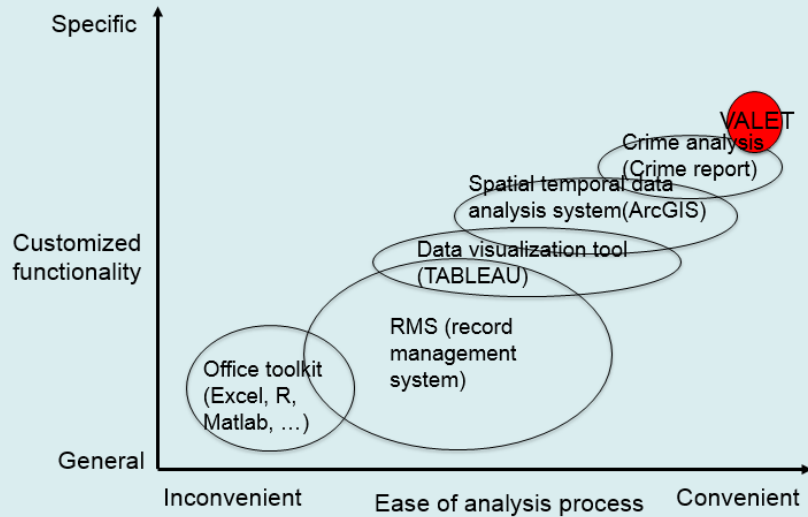 Specific
VALET
Crime analysis
(Crime report)
Spatial temporal data
analysis system(ArcGIS)
Customized
functionality
Data visualization tool
(TABLEAU)
RMS (record
management
system)
Office toolkit
(Excel, R,
Matlab, …)
General
Inconvenient
Ease of analysis process
Convenient